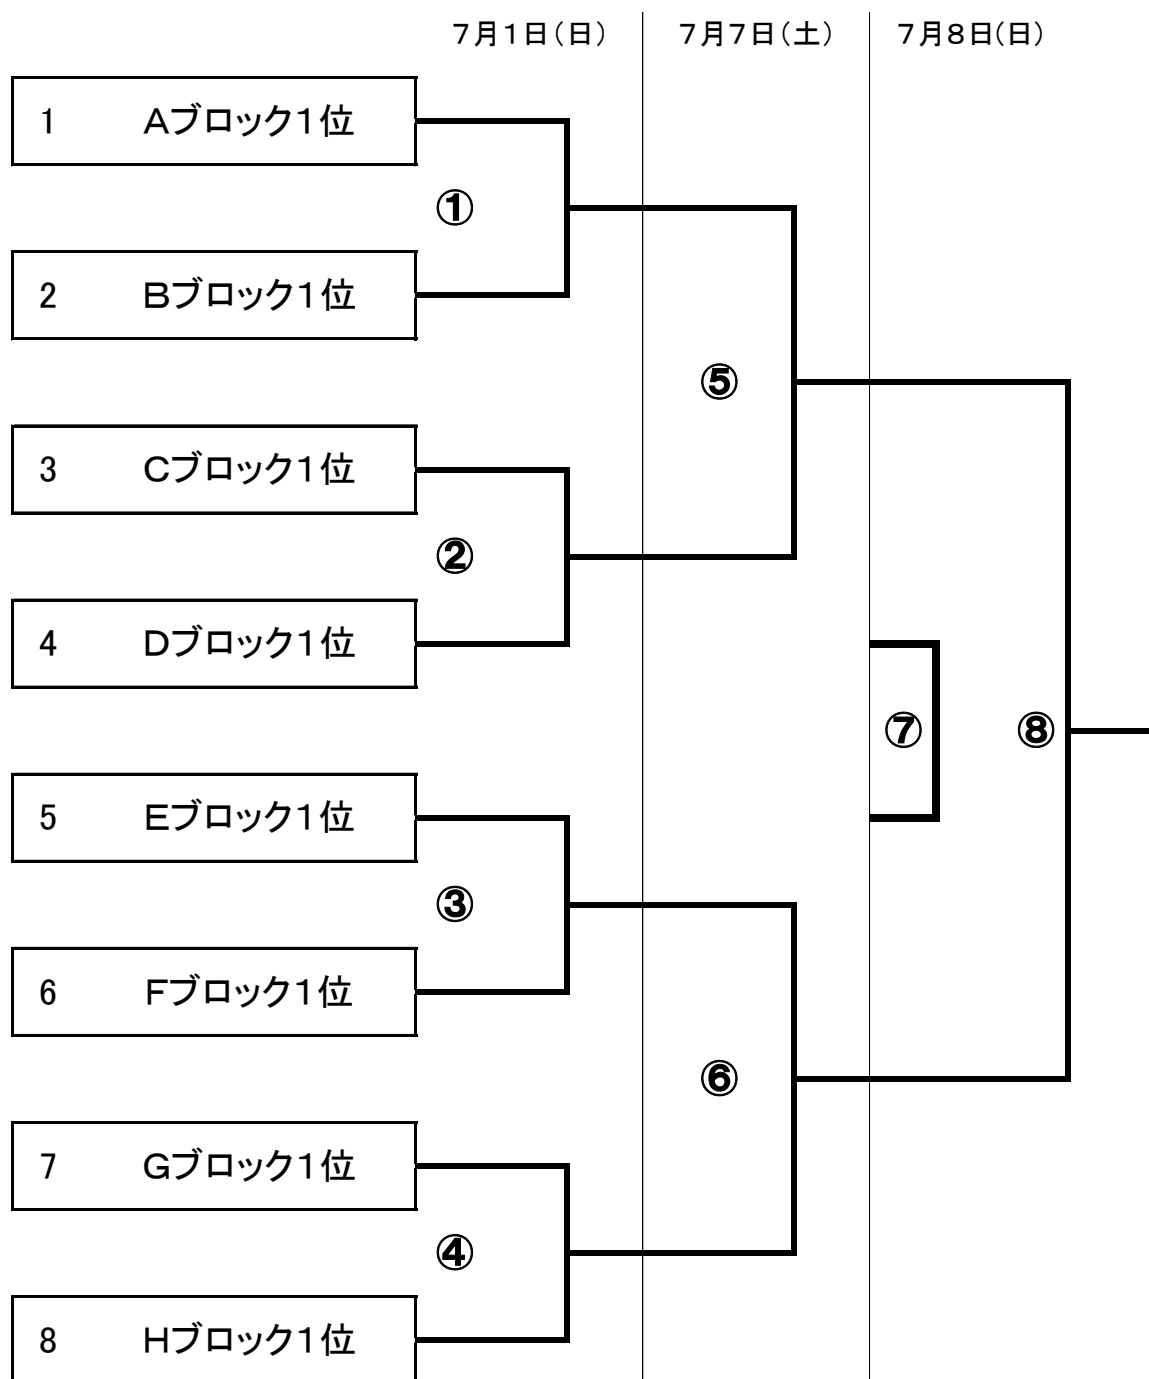 7月1日（日） 7月7日（土） 7月8日(日)
1 Aブロック1位
①
2 Bブロック1位
⑤
3 Cブロック1位
②
4 Dブロック1位
⑦ ⑧
5 Eブロック1位
③
6 Fブロック1位
⑥
7 Gブロック1位
④
8 Hブロック1位